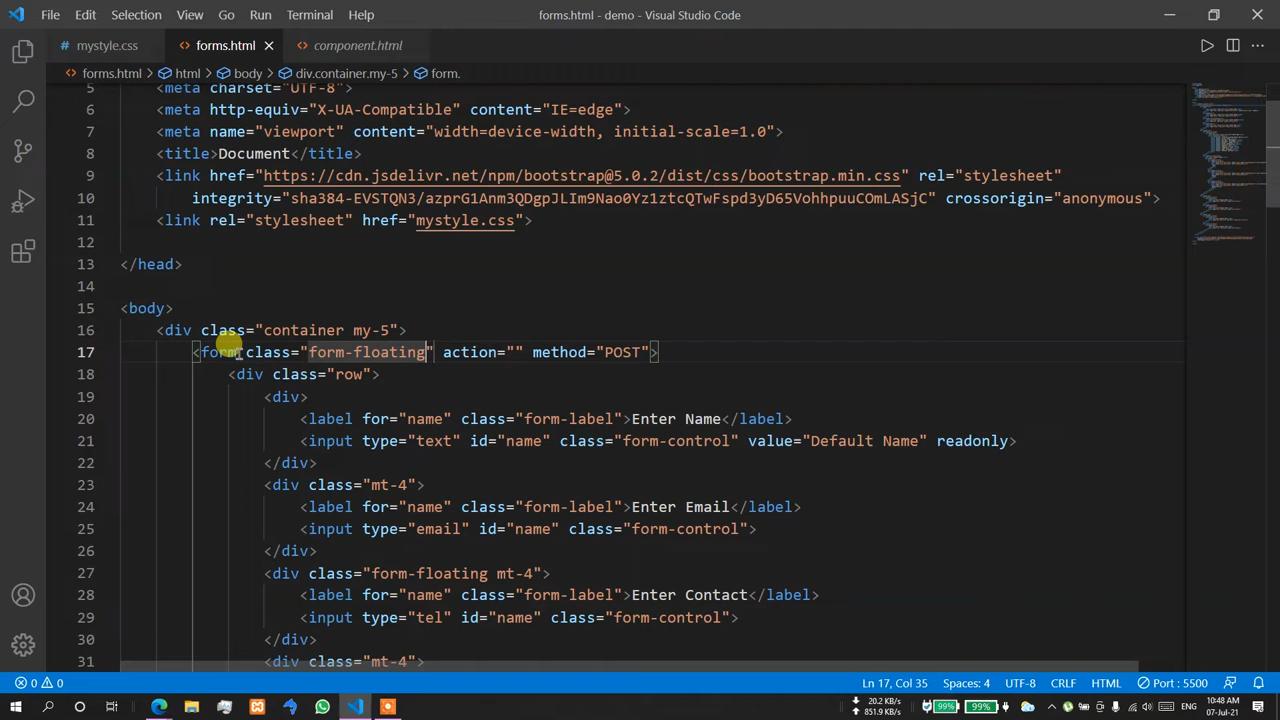 File Edit Selection View Go Run Terminal Help forms.html - demo - Visual Studio Code
mystyle.css forms.html component.html
forms.html > html > body > div.container.my-5 > form.
5 <meta charset="UTF-8">
6 <meta http-equiv="X-UA-Compatible" content="IE=edge">
7 <meta name="viewport" content="width=device-width, initial-scale=1.0">
8 <title>Document</title>
9 <link href="https://cdn.jsdelivr.net/npm/bootstrap@5.0.2/dist/css/bootstrap.min.css" rel="stylesheet"
10 integrity="sha384-EVSTQN3/azprG1Anm3QDgpJLIm9Nao0Yz1ztcQTwFspd3yD65VohhpuuCOmLASjC" crossorigin="anonymous">
11 <link rel="stylesheet" href="mystyle.css">
12
13 </head>
14
15 <body>
16 <div class="container my-5">
17 <form class="form-floating" action="" method="POST">
18 <div class="row">
19 <div>
20 <label for="name" class="form-label">Enter Name</label>
21 <input type="text" id="name" class="form-control" value="Default Name" readonly>
22 </div>
23 <div class="mt-4">
24 <label for="name" class="form-label">Enter Email</label>
25 <input type="email" id="name" class="form-control">
26 </div>
27 <div class="form-floating mt-4">
28 <label for="name" class="form-label">Enter Contact</label>
29 <input type="tel" id="name" class="form-control">
30 </div>
31 <div class="mt-4">
0 0 Ln 17, Col 35 Spaces: 4 UTF-8 CRLF HTML Port : 5500
20.2 KB/s 99% 99% ENG 10:48 AM
851.9 KB/s 07-Jul-21